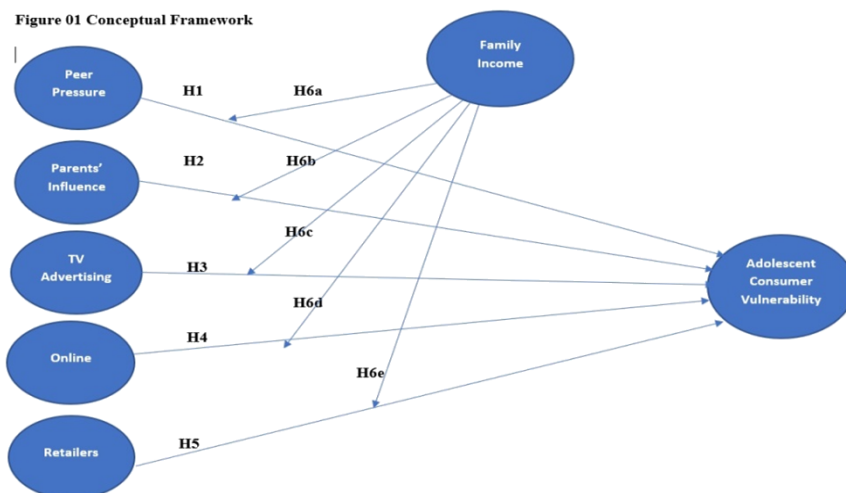 Figure 01 Conceptual Framework
Family
Income
Peer
Pressure
H1
H6a
Parents'
Influence
H2
H6b
H6c
TV
Advertising
H3
Adolescent
Consumer
Vulnerability
H6d
Online
H4
H6e
Retailers
H5